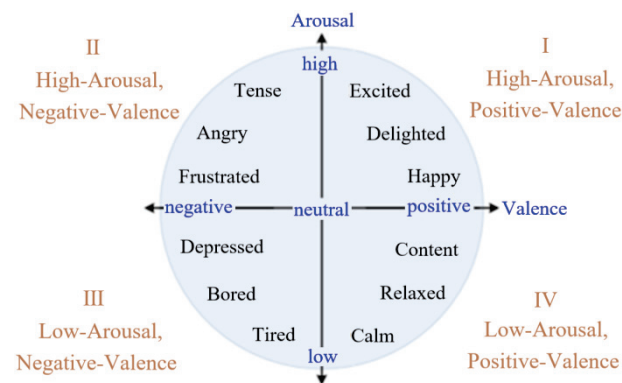 Arousal
II
High-Arousal,
Negative-Valence
I
High-Arousal,
Positive-Valence
high
Tense
Excited
Angry
Delighted
Frustrated
Happy
negative
neutral
positive
Valence
Depressed
Content
Bored
Relaxed
Tired
Calm
low
III
Low-Arousal,
Negative-Valence
IV
Low-Arousal,
Positive-Valence